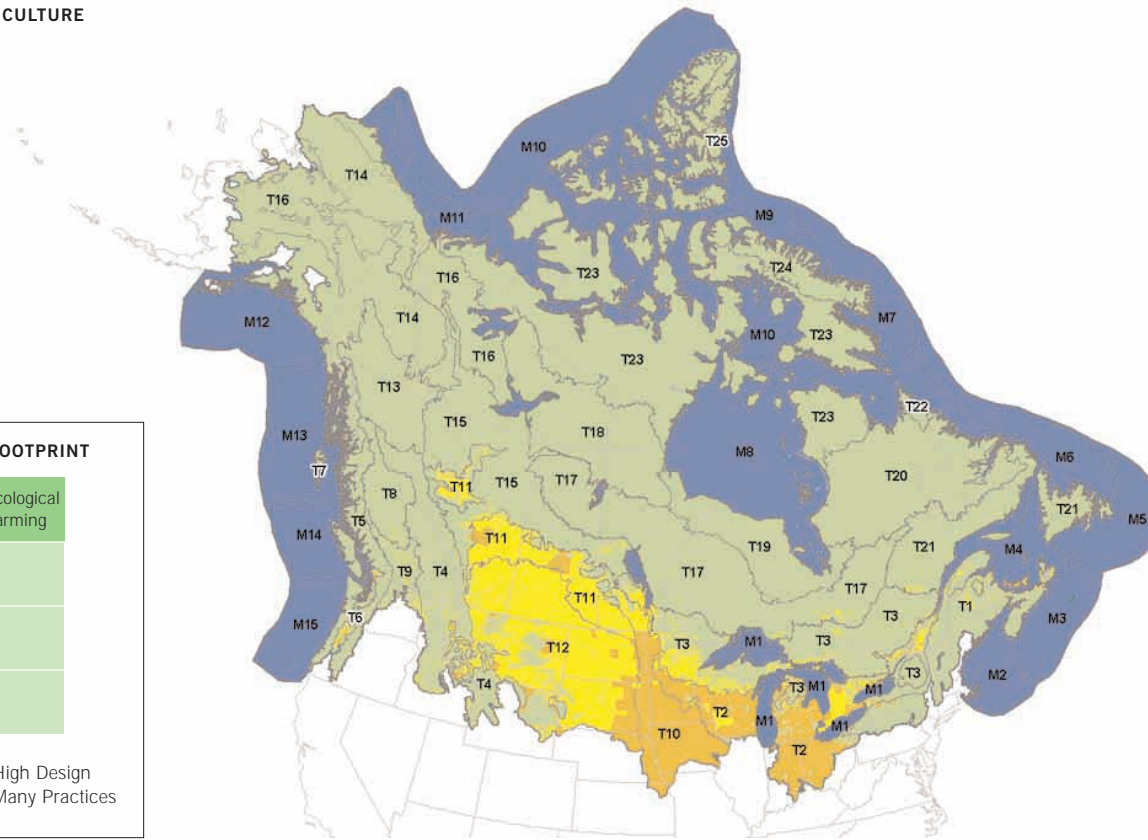 CULTURE
M10
T25
T14
T16
M11
M9
T24
T23
T16
M7
T14
M12
M10
T23
T16
T23
T13
T22
T23
T15
T18
M13
M8
M6
T7
T20
T17
T11
T15
T8
T21
M5
T5
M14
T11
T19
T21
M4
T9
T4
T17
T17
T11
T1
T6
T3
M3
M15
T3
M1
T3
T12
T3
M2
T4
T3
M1
M1
T2
M1
M1
T10
T2
OOTPRINT
cological
arming
High Design
Many Practices